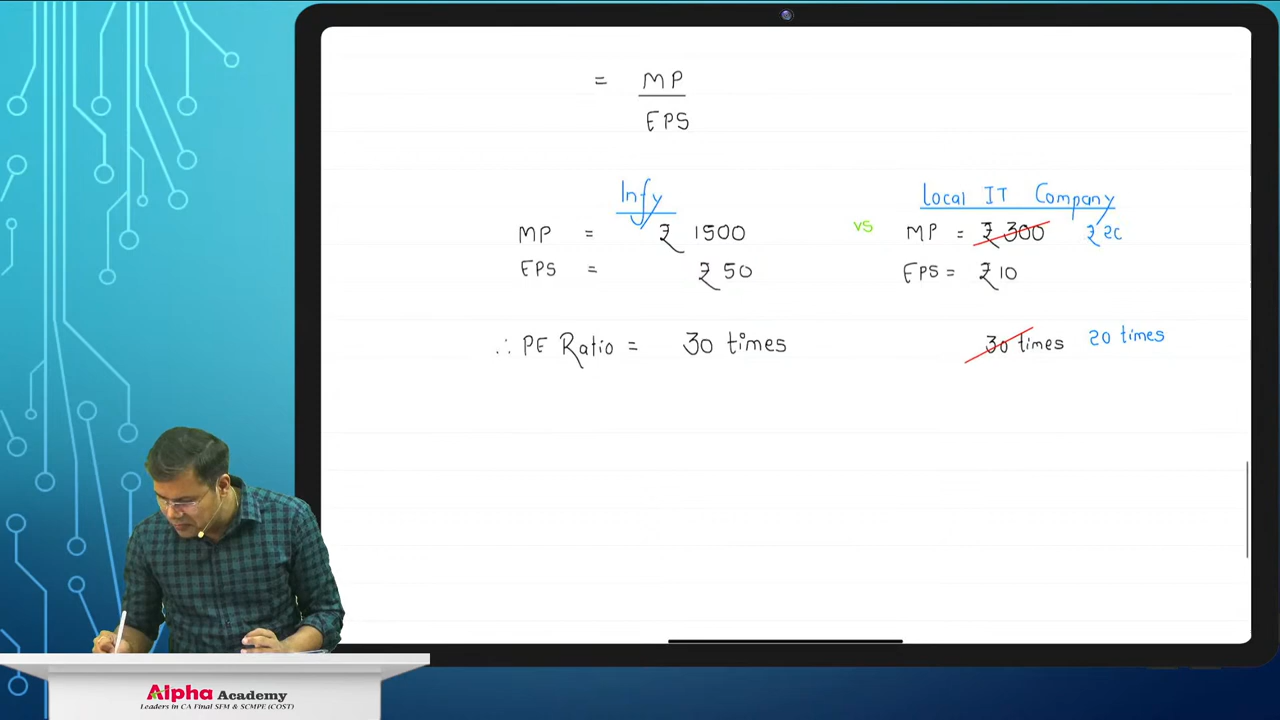 = MP
EPS
Infy
MP = ₹ 1500
EPS = ₹ 50
∴ PE Ratio = 30 times
vs
Local IT Company
MP = ₹ 300 ₹ 20
EPS = ₹ 10
30 times 20 times
Alpha Academy
Leaders in CA Final SFM & SCMPE (COST)